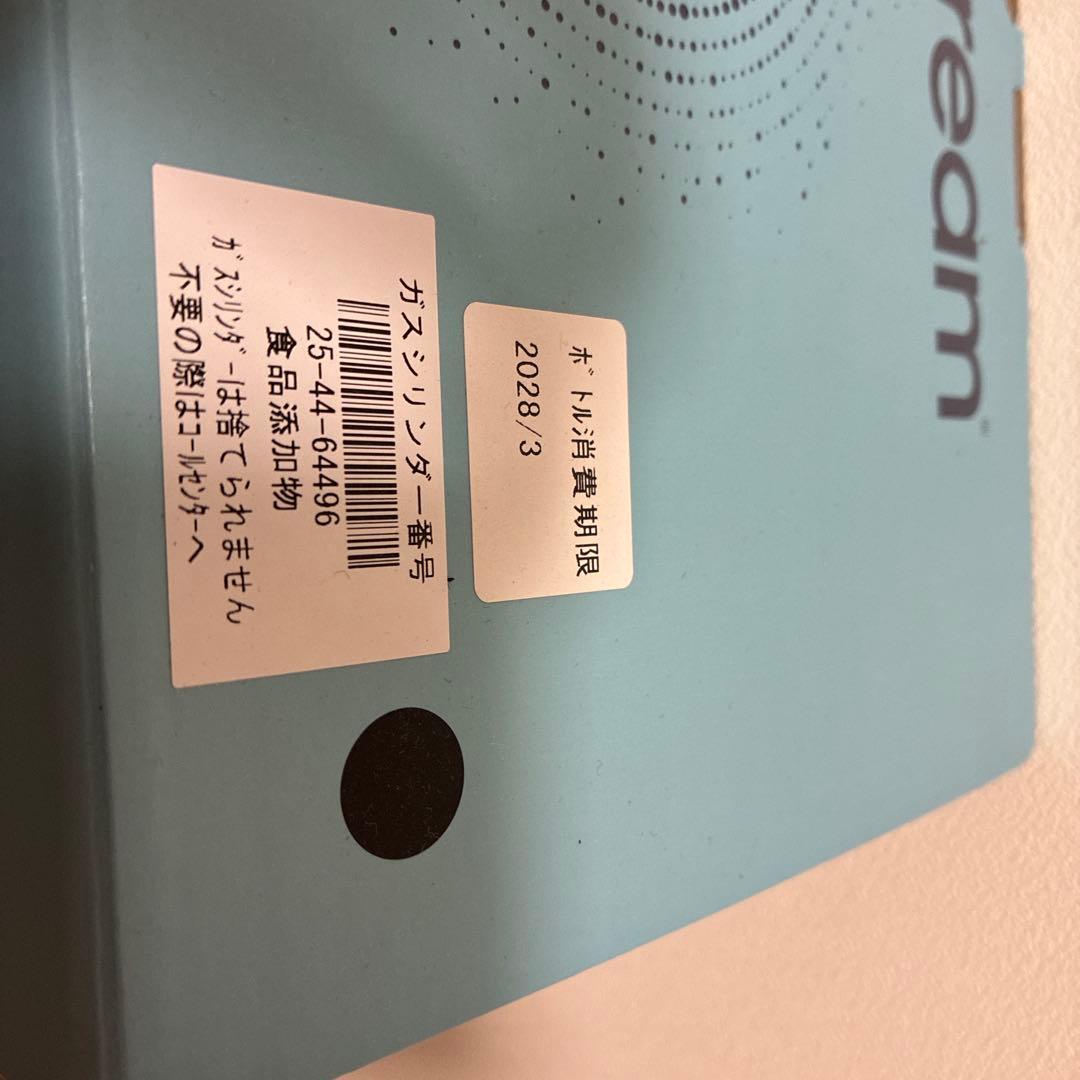 ream®
ボトル消費期限
2028/3
ガスシリンダー番号
25-44-64496
食品添加物
ガスシリンダーは捨てられません
不要の際はコールセンターへ